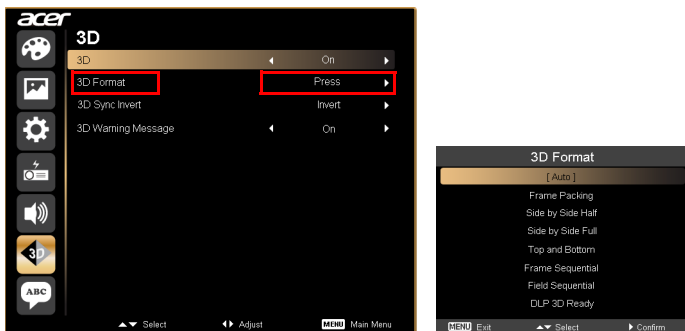 acer
3D
3D On
3D Format Press
3D Sync Invert Invert
3D Warning Message On
3D
ABC
Select Adjust MENU Main Menu
3D Format
[ Auto ]
Frame Packing
Side by Side Half
Side by Side Full
Top and Bottom
Frame Sequential
Field Sequential
DLP 3D Ready
MENU Exit Select Confirm